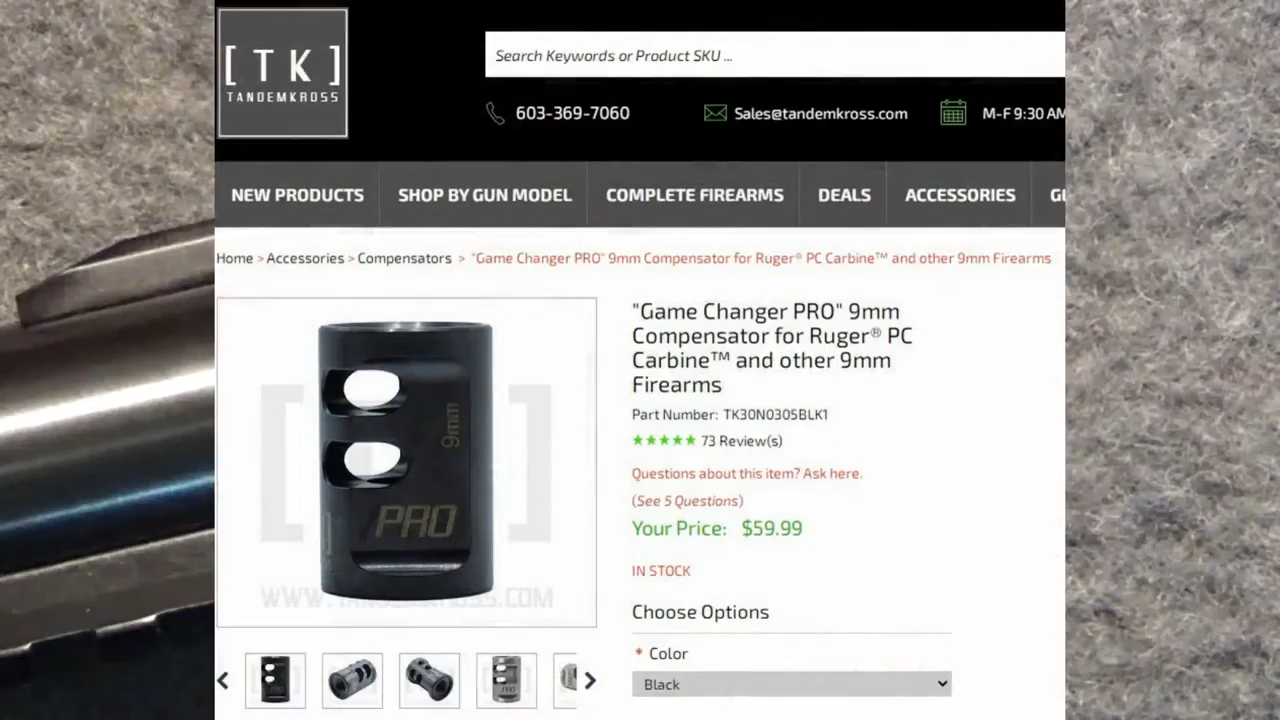 [ T K ]
TANDEMKROSS
Search Keywords or Product SKU ...
603-369-7060
Sales@tandemkross.com
M-F 9:30 AM
NEW PRODUCTS
SHOP BY GUN MODEL
COMPLETE FIREARMS
DEALS
ACCESSORIES
Home > Accessories > Compensators > "Game Changer PRO" 9mm Compensator for Ruger® PC Carbine™ and other 9mm Firearms
9mm
PRO
WWW.TANDEMKROSS.COM
"Game Changer PRO" 9mm
Compensator for Ruger® PC
Carbine™ and other 9mm
Firearms
Part Number: TK30N0305BLK1
★★★★★ 73 Review(s)
Questions about this item? Ask here.
(See 5 Questions)
Your Price: $59.99
IN STOCK
Choose Options
* Color
Black
PRO